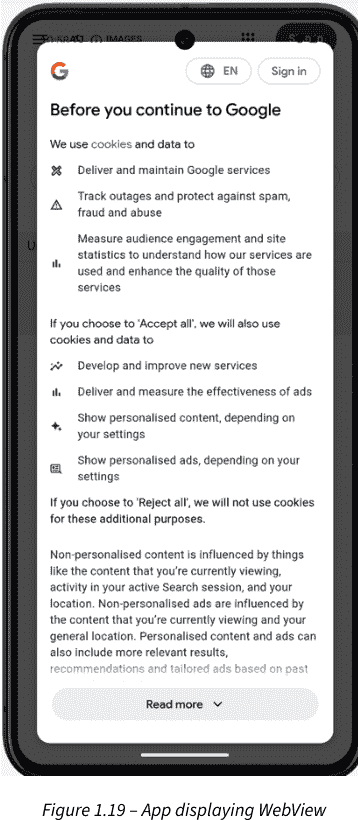 IMAGES
EN
Sign in
Before you continue to Google
We use cookies and data to
Deliver and maintain Google services
Track outages and protect against spam,
fraud and abuse
Measure audience engagement and site
statistics to understand how our services are
used and enhance the quality of those
services
If you choose to 'Accept all', we will also use
cookies and data to
Develop and improve new services
Deliver and measure the effectiveness of ads
Show personalised content, depending on
your settings
Show personalised ads, depending on your
settings
If you choose to 'Reject all', we will not use cookies
for these additional purposes.
Non-personalised content is influenced by things
like the content that you're currently viewing,
activity in your active Search session, and your
location. Non-personalised ads are influenced by
the content that you're currently viewing and your
general location. Personalised content and ads can
also include more relevant results,
recommendations and tailored ads based on past
Read more
Figure 1.19 – App displaying WebView